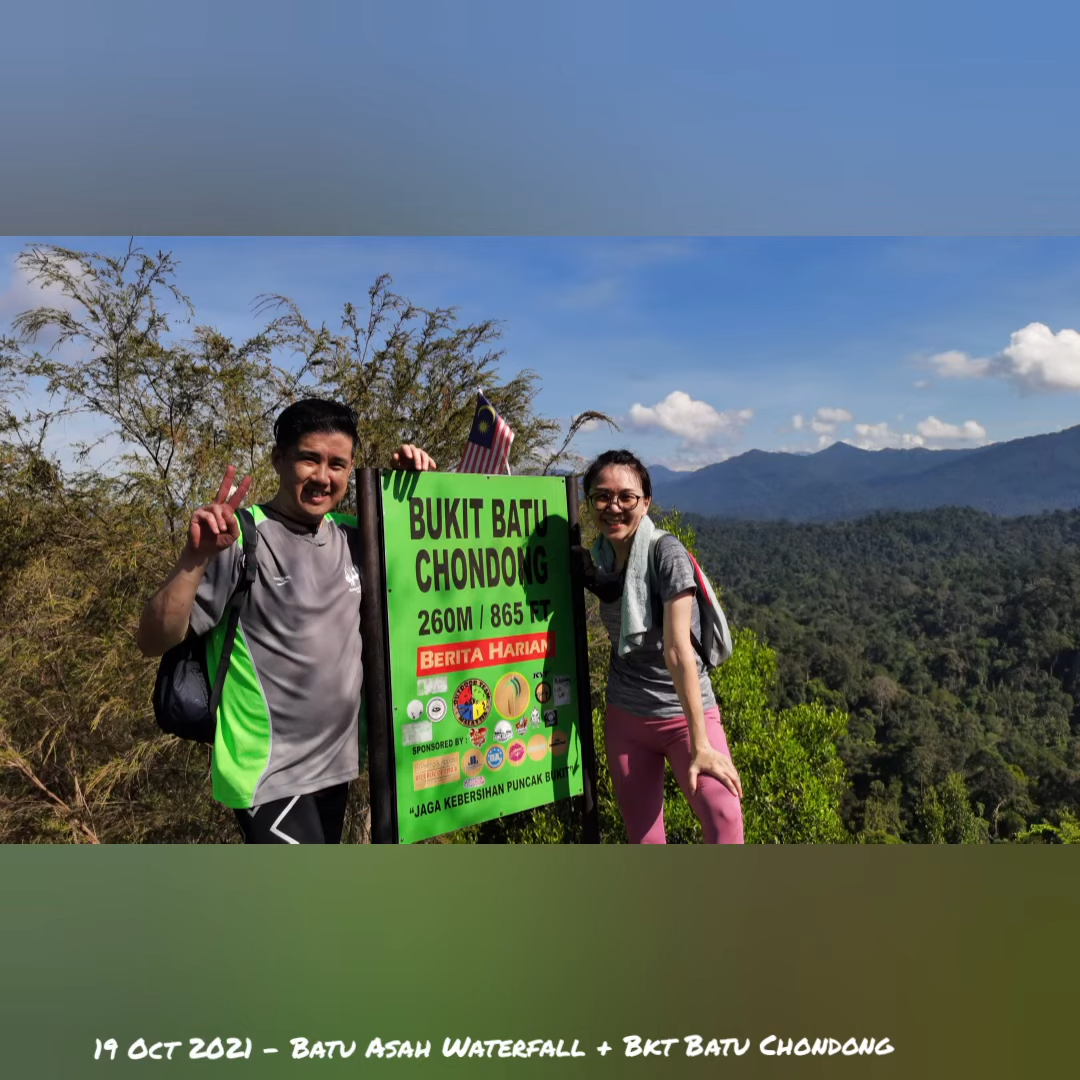 BUKIT BATU
CHONDONG
260M / 865 FT
BERITA HARIAN
SPONSORED BY :
"JAGA KEBERSIHAN PUNCAK BUKIT"
19 Oct 2021 - Batu Asah Waterfall + Bkt Batu Chondong